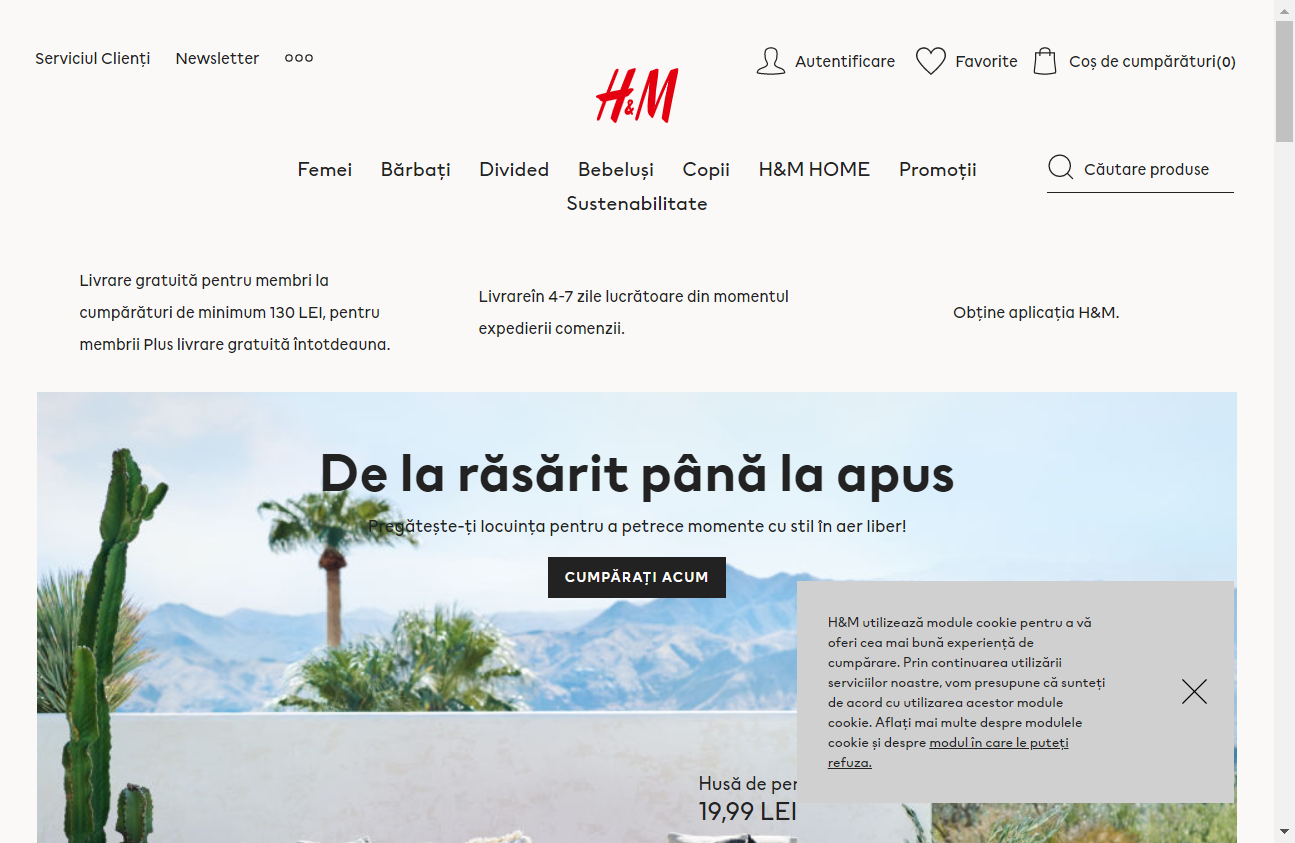 Serviciul Clienți
Newsletter
Autentificare
Favorite
Coș de cumpărături(0)
H&M
Femei
Bărbați
Divided
Bebeluși
Copii
H&M HOME
Promoții
Sustenabilitate
Căutare produse
Livrare gratuită pentru membri la
cumpărături de minimum 130 LEI, pentru
membrii Plus livrare gratuită întotdeauna.
Livrareîn 4-7 zile lucrătoare din momentul
expedierii comenzii.
Obține aplicația H&M.
De la răsărit până la apus
Pregătește-ți locuința pentru a petrece momente cu stil în aer liber!
CUMPĂRAȚI ACUM
H&M utilizează module cookie pentru a vă
oferi cea mai bună experiență de
cumpărare. Prin continuarea utilizării
serviciilor noastre, vom presupune că sunteți
de acord cu utilizarea acestor module
cookie. Aflați mai multe despre modulele
cookie și despre modul în care le puteți
refuza.
Husă de per
19,99 LEI